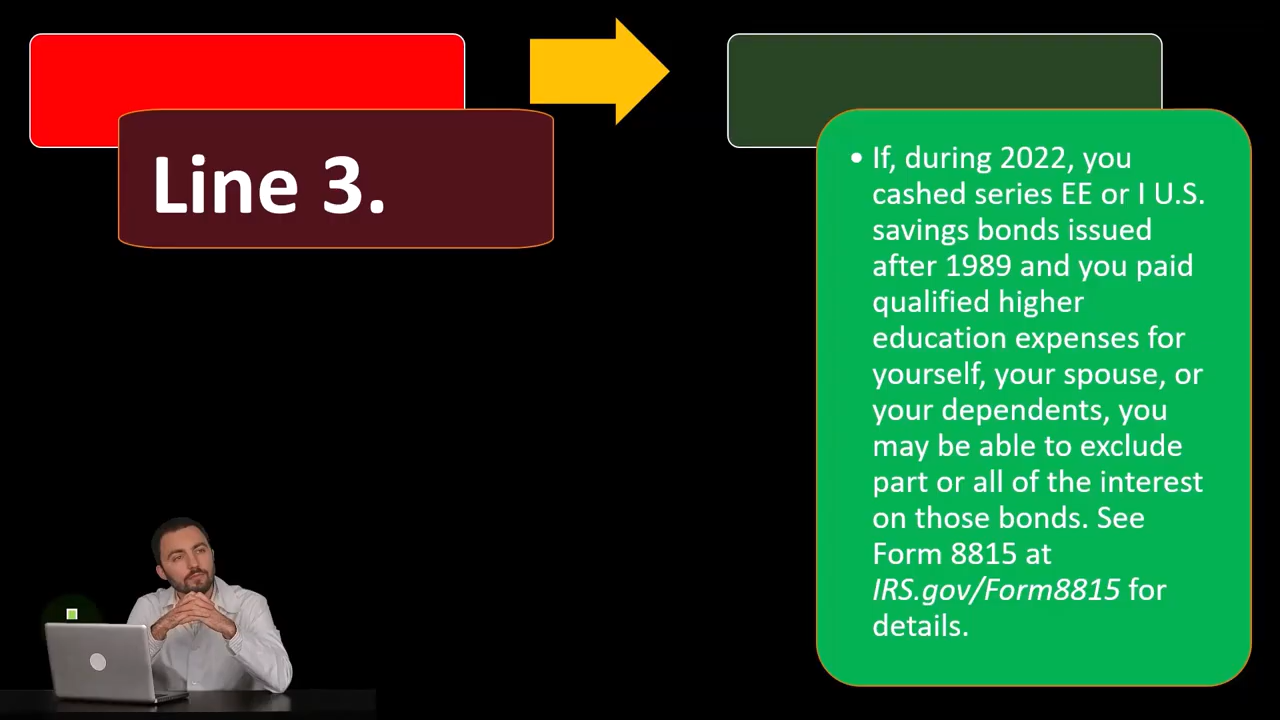 Line 3.
• If, during 2022, you
cashed series EE or I U.S.
savings bonds issued
after 1989 and you paid
qualified higher
education expenses for
yourself, your spouse, or
your dependents, you
may be able to exclude
part or all of the interest
on those bonds. See
Form 8815 at
IRS.gov/Form8815 for
details.